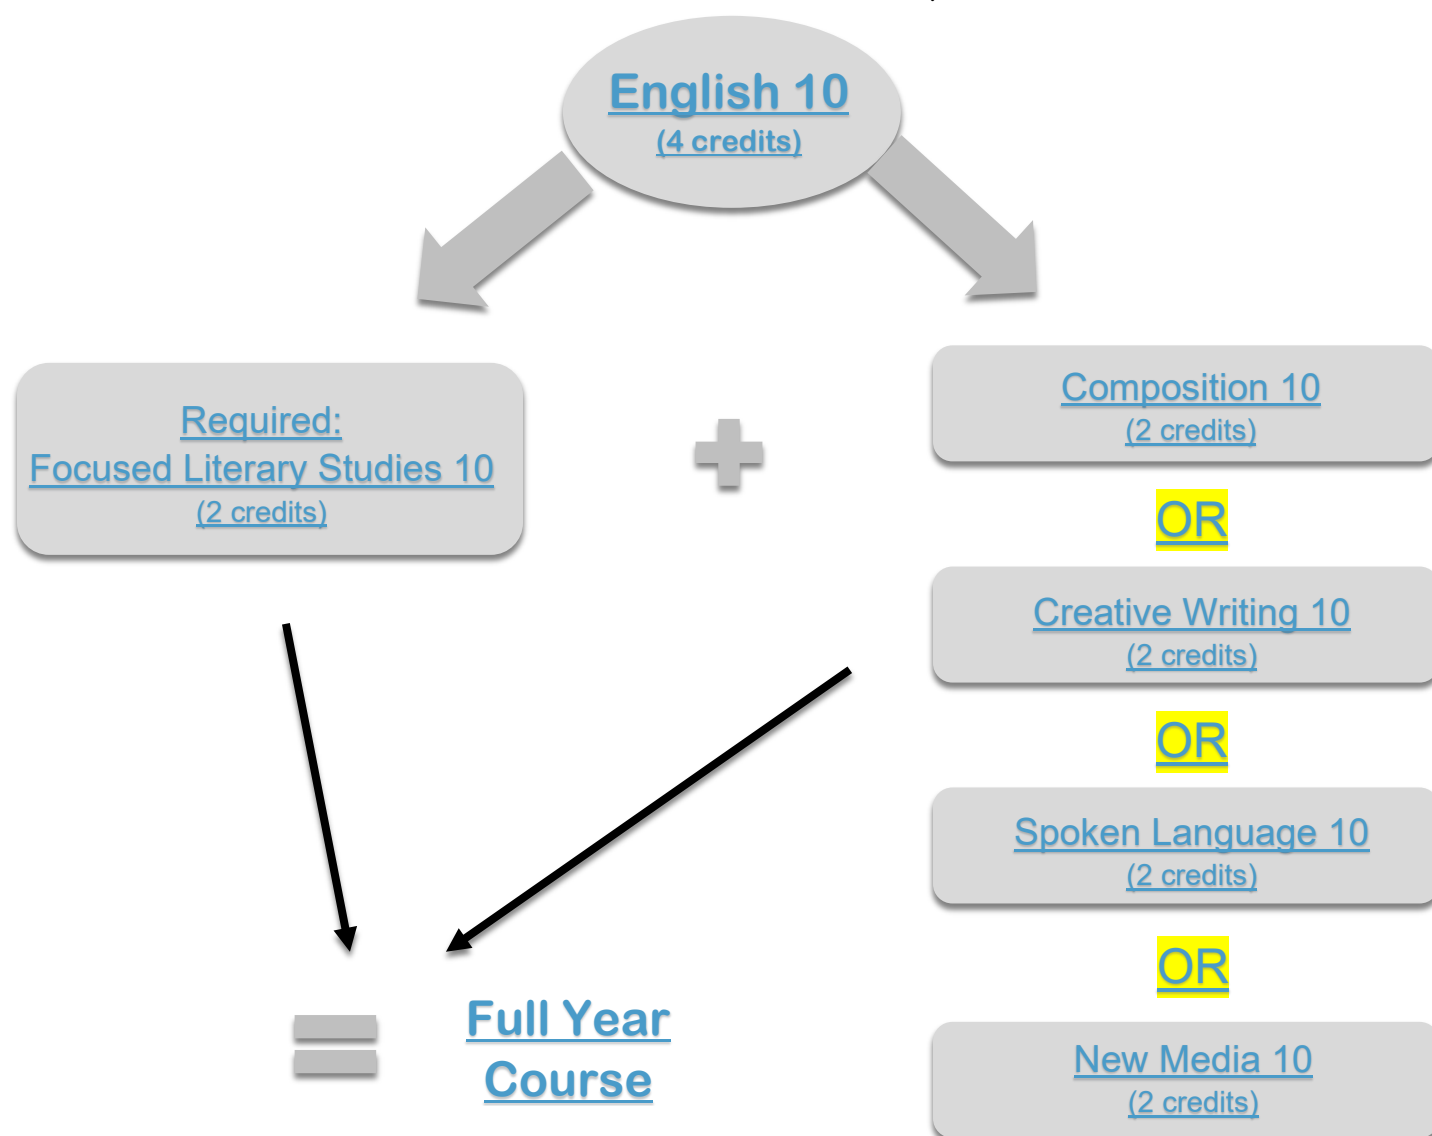 English 10
(4 credits)
Required:
Focused Literary Studies 10
(2 credits)
Composition 10
(2 credits)
OR
Creative Writing 10
(2 credits)
OR
Spoken Language 10
(2 credits)
OR
New Media 10
(2 credits)
Full Year
Course